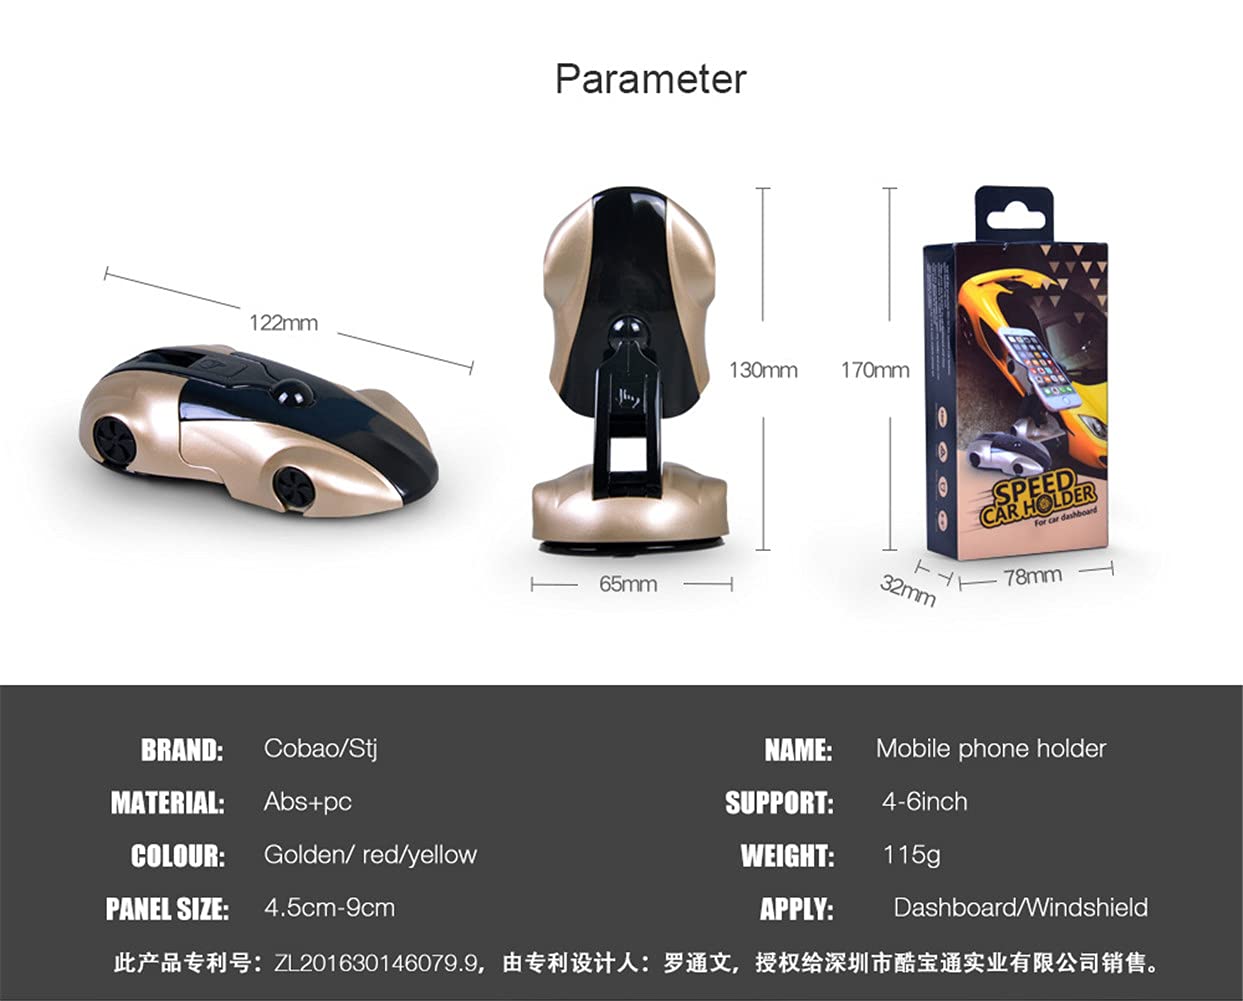 Parameter
122mm
130mm
65mm
170mm
32mm
78mm
SPEED
CAR HOLDER
For car dashboard
BRAND: Cobao/Stj
NAME: Mobile phone holder
MATERIAL: Abs+pc
SUPPORT: 4-6inch
COLOUR: Golden/ red/yellow
WEIGHT: 115g
PANEL SIZE: 4.5cm-9cm
APPLY: Dashboard/Windshield
此产品专利号：ZL201630146079.9，由专利设计人：罗通文，授权给深圳市酷宝通实业有限公司销售。